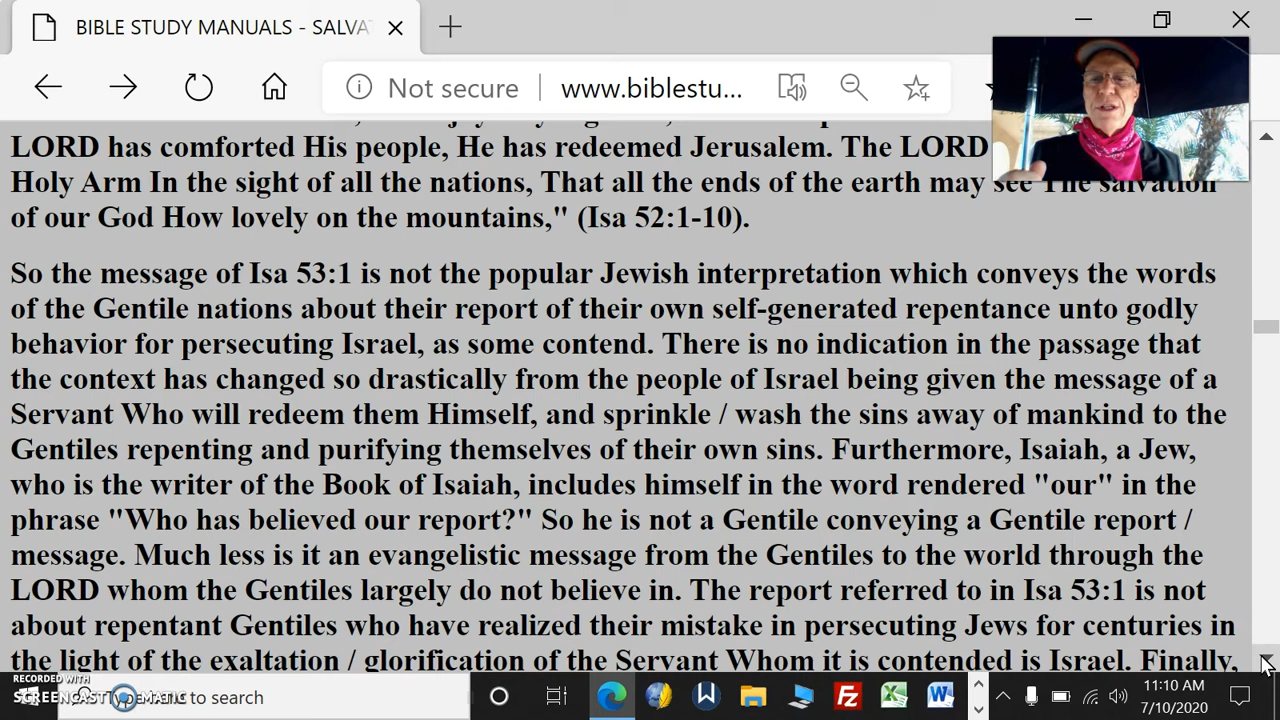 BIBLE STUDY MANUALS - SALVA
Not secure
www.biblestu...
LORD has comforted His people, He has redeemed Jerusalem. The LORD
Holy Arm In the sight of all the nations, That all the ends of the earth may see The salvation
of our God How lovely on the mountains," (Isa 52:1-10).
So the message of Isa 53:1 is not the popular Jewish interpretation which conveys the words
of the Gentile nations about their report of their own self-generated repentance unto godly
behavior for persecuting Israel, as some contend. There is no indication in the passage that
the context has changed so drastically from the people of Israel being given the message of a
Servant Who will redeem them Himself, and sprinkle / wash the sins away of mankind to the
Gentiles repenting and purifying themselves of their own sins. Furthermore, Isaiah, a Jew,
who is the writer of the Book of Isaiah, includes himself in the word rendered "our" in the
phrase "Who has believed our report?" So he is not a Gentile conveying a Gentile report /
message. Much less is it an evangelistic message from the Gentiles to the world through the
LORD whom the Gentiles largely do not believe in. The report referred to in Isa 53:1 is not
about repentant Gentiles who have realized their mistake in persecuting Jews for centuries in
the light of the exaltation / glorification of the Servant Whom it is contended is Israel. Finally,
RECORDED WITH
SCREENCAST MATIC
Type here to search
11:10 AM
7/10/2020